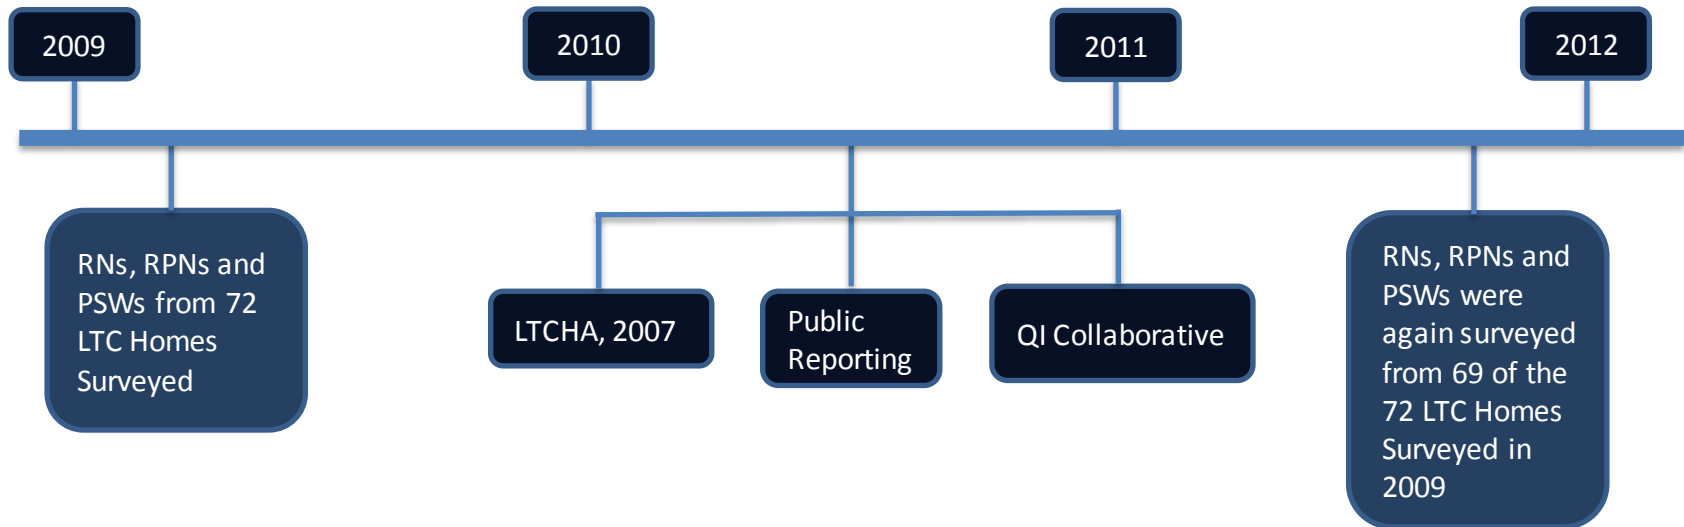 2009
2010
2011
2012
RNs, RPNs and
PSWs from 72
LTC Homes
Surveyed
LTCHA, 2007
Public
Reporting
QI Collaborative
RNs, RPNs and
PSWs were
again surveyed
from 69 of the
72 LTC Homes
Surveyed in
2009